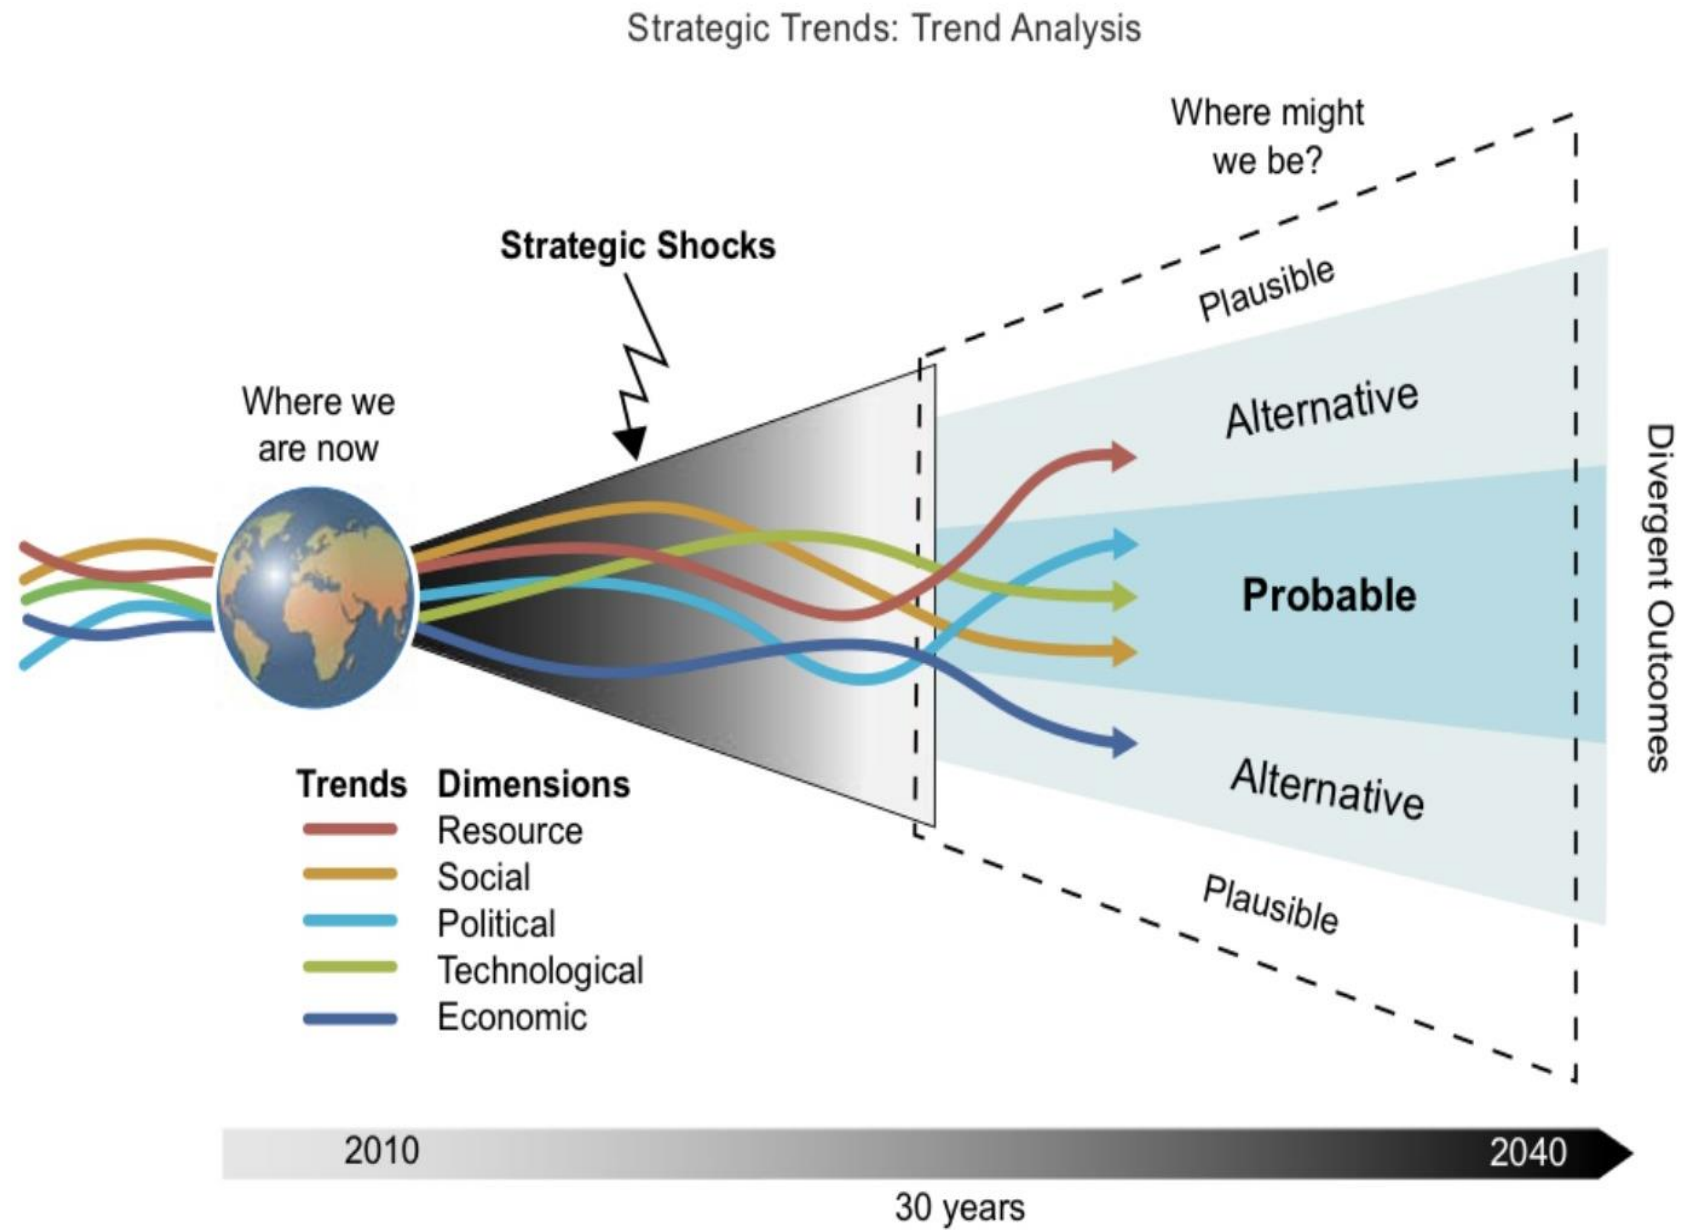 Strategic Trends: Trend Analysis
Where might
we be?
Strategic Shocks
Plausible
Where we
are now
Alternative
Divergent Outcomes
Probable
Trends Dimensions
Resource
Social
Political
Technological
Economic
Alternative
Plausible
2010
2040
30 years